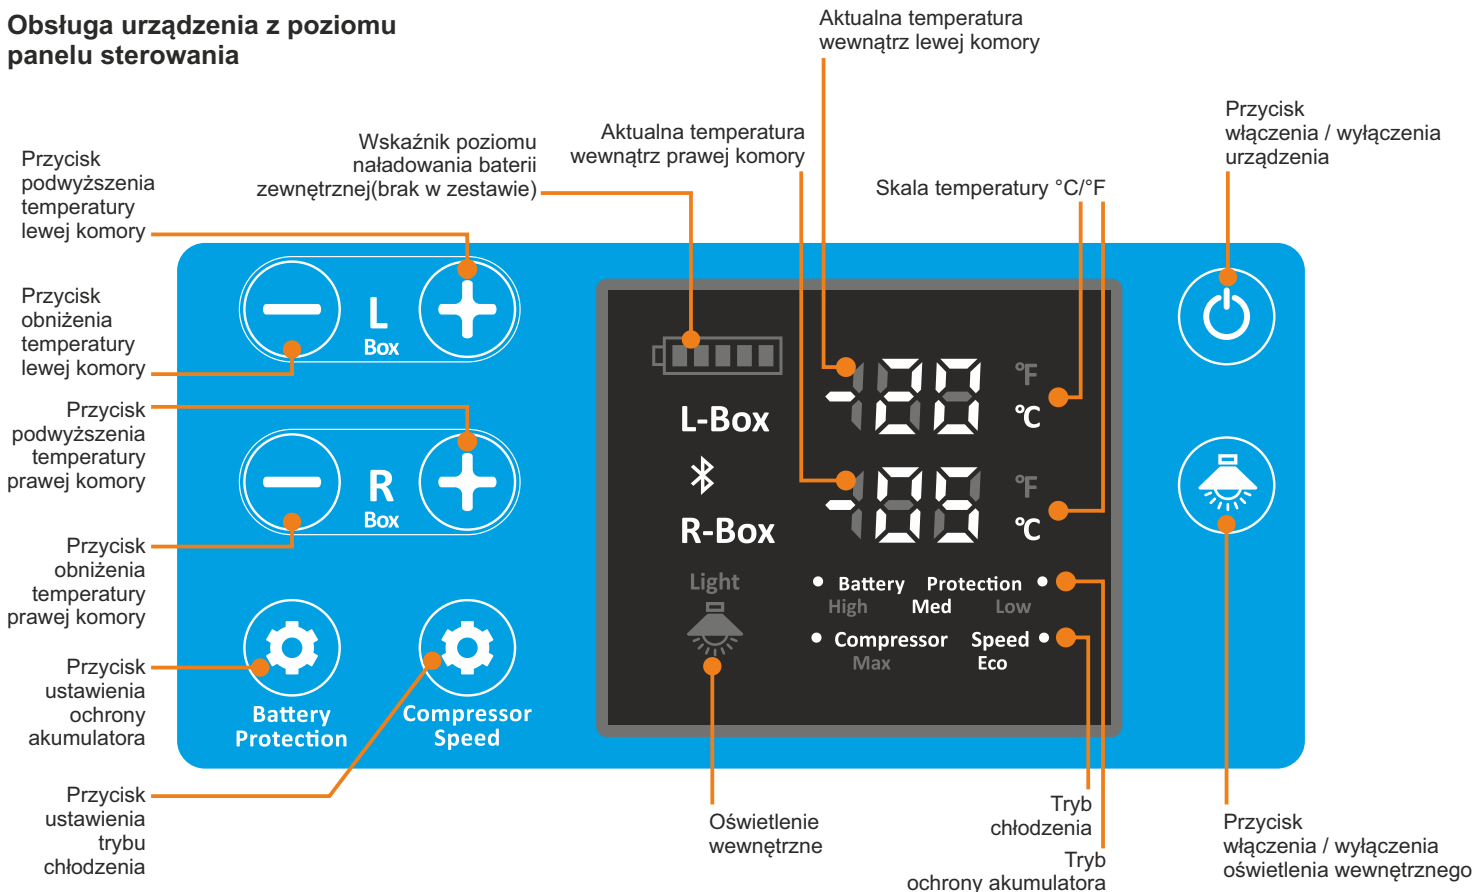 Obsługa urządzenia z poziomu
panelu sterowania
Aktualna temperatura
wewnątrz lewej komory
Przycisk
włączenia / wyłączenia
urządzenia
Aktualna temperatura
wewnątrz prawej komory
Wskaźnik poziomu
naładowania baterii
zewnętrznej(brak w zestawie)
Skala temperatury °C/°F
Przycisk
podwyższenia
temperatury
lewej komory
Przycisk
obniżenia
temperatury
lewej komory
Przycisk
podwyższenia
temperatury
prawej komory
Przycisk
obniżenia
temperatury
prawej komory
Przycisk
ustawienia
ochrony
akumulatora
Przycisk
ustawienia
trybu
chłodzenia
L
Box
R
Box
Battery
Protection
Compressor
Speed
L-Box
-20
°F
°C
R-Box
-05
°F
°C
Light
• Battery Protection •
High Med Low
• Compressor Speed •
Max Eco
Oświetlenie
wewnętrzne
Tryb
chłodzenia
Tryb
ochrony akumulatora
Przycisk
włączenia / wyłączenia
oświetlenia wewnętrznego